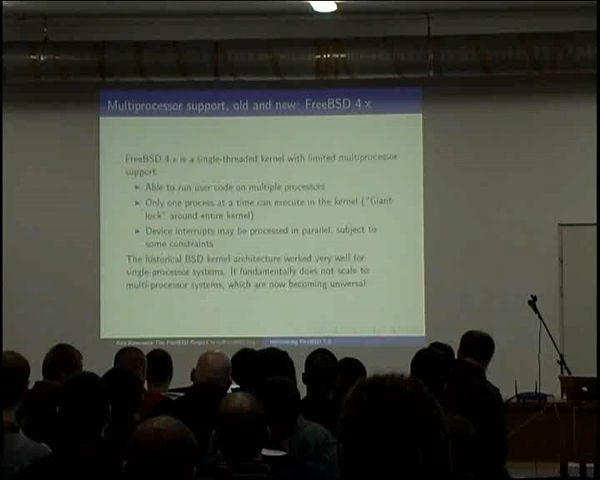 Multiprocessor support, old and new: FreeBSD 4.x
FreeBSD 4.x is a single-threaded kernel with limited multiprocessor
support:
Able to run user code on multiple processors
Only one process at a time can execute in the kernel ("Giant
lock" around entire kernel)
Device interrupts may be processed in parallel, subject to
some constraints
The historical BSD kernel architecture worked very well for
single-processor systems. It fundamentally does not scale to
multi-processor systems, which are now becoming universal
The FreeBSD Project
Introducing FreeBSD 7.0